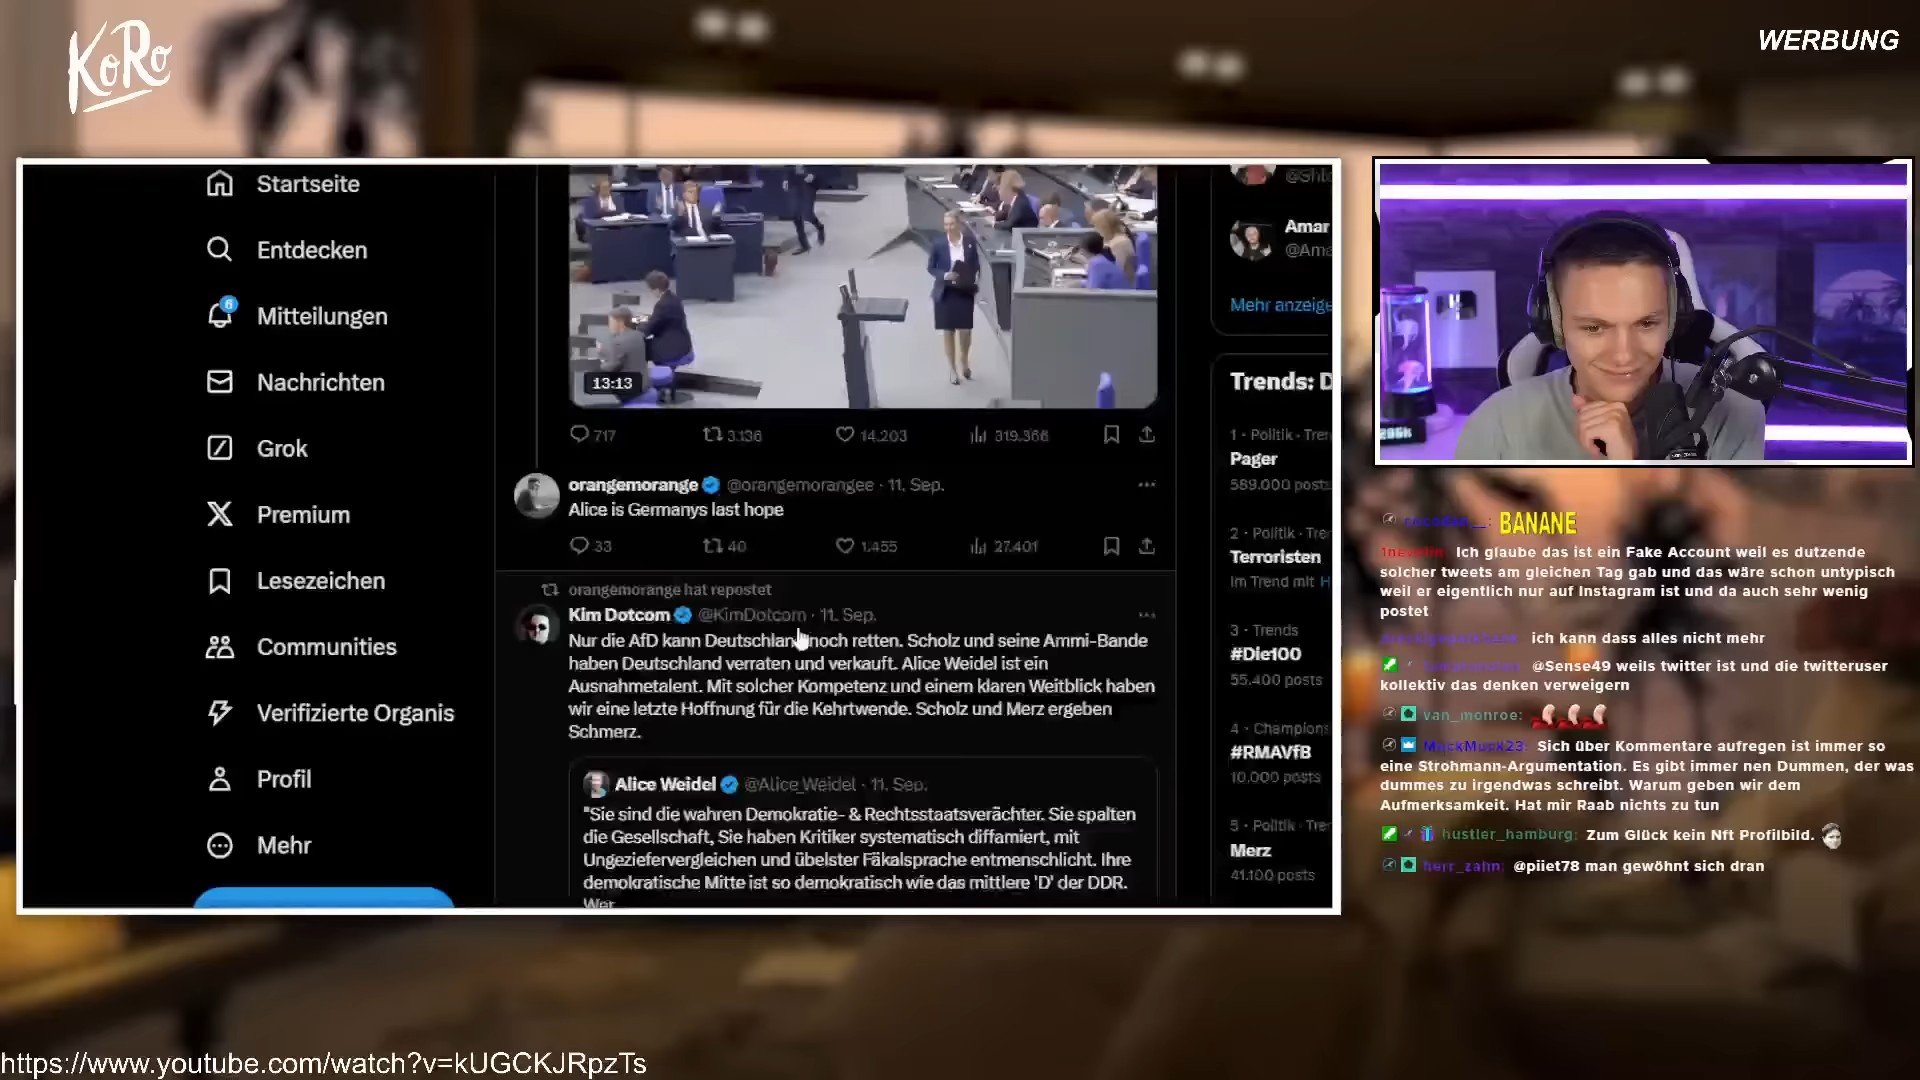 KoRo
WERBUNG
Startseite
Entdecken
6
Mitteilungen
Nachrichten
Grok
Premium
Lesezeichen
Communities
Verifizierte Organis
Profil
Mehr
13:13
717 3.136 14.203 319.366
orangemorange @orangemorangee · 11. Sep.
Alice is Germanys last hope
33 40 1.455 27.401
orangemorange hat repostet
Kim Dotcom @KimDotcom · 11. Sep.
Nur die AfD kann Deutschland noch retten. Scholz und seine Ammi-Bande
haben Deutschland verraten und verkauft. Alice Weidel ist ein
Ausnahmetalent. Mit solcher Kompetenz und einem klaren Weitblick haben
wir eine letzte Hoffnung für die Kehrtwende. Scholz und Merz ergeben
Schmerz.
Alice Weidel @Alice_Weidel · 11. Sep.
"Sie sind die wahren Demokratie- & Rechtsstaatsverächter. Sie spalten
die Gesellschaft, Sie haben Kritiker systematisch diffamiert, mit
Ungeziefervergleichen und übelster Fäkalsprache entmenschlicht. Ihre
demokratische Mitte ist so demokratisch wie das mittlere 'D' der DDR.
Wer
Amar
@Ama
Mehr anzeige
Trends: D
1 · Politik · Tren
Pager
589.000 posts
2 · Politik · Tre
Terroristen
Im Trend mit H
3 · Trends
#Die100
55.400 posts
4 · Champions
#RMAVfB
10.000 posts
5 · Politik · Tre
Merz
41.100 posts
BANANE
Ich glaube das ist ein Fake Account weil es dutzende
solcher tweets am gleichen Tag gab und das wäre schon untypisch
weil er eigentlich nur auf Instagram ist und da auch sehr wenig
postet
ich kann dass alles nicht mehr
@Sense49 weils twitter ist und die twitteruser
kollektiv das denken verweigern
van_monroe:
MuckMuck23: Sich über Kommentare aufregen ist immer so
eine Strohmann-Argumentation. Es gibt immer nen Dummen, der was
dummes zu irgendwas schreibt. Warum geben wir dem
Aufmerksamkeit. Hat mir Raab nichts zu tun
hustler_hamburg: Zum Glück kein Nft Profilbild.
herr_zahn: @piiet78 man gewöhnt sich dran
https://www.youtube.com/watch?v=kUGCKJRpzTs